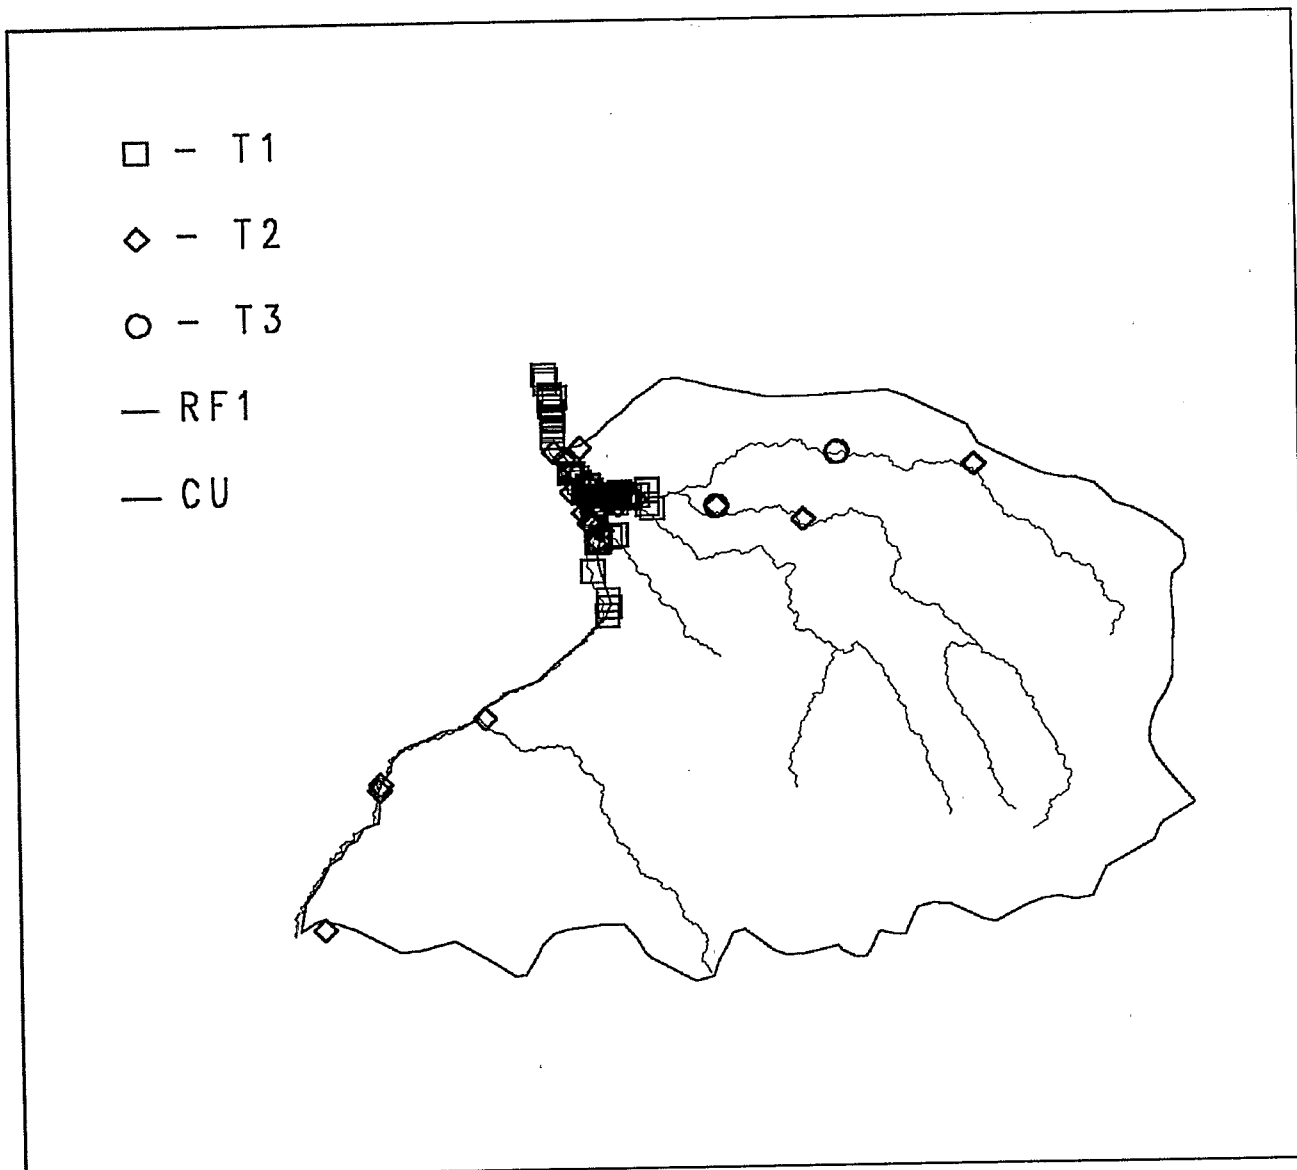 □ - T1
◇ - T2
○ - T3
— RF1
— CU